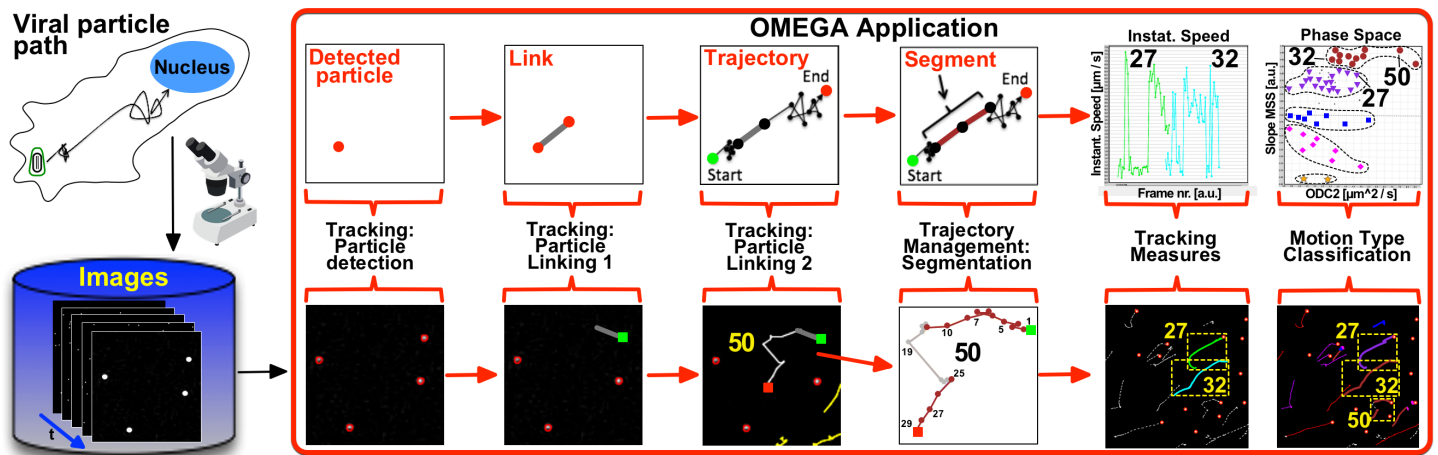 Viral particle
path
Nucleus
Images
t
OMEGA Application
Detected
particle
Link
Trajectory
End
Start
Segment
End
Start
Instat. Speed
27
32
Instant. Speed [µm / s]
Frame nr. [a.u.]
Phase Space
32
50
27
Slope MSS [a.u.]
ODC2 [µm^2 / s]
Tracking:
Particle
detection
Tracking:
Particle
Linking 1
Tracking:
Particle
Linking 2
Trajectory
Management:
Segmentation
Tracking
Measures
Motion Type
Classification
50
1
5
7
10
19
50
25
27
29
27
32
27
32
50